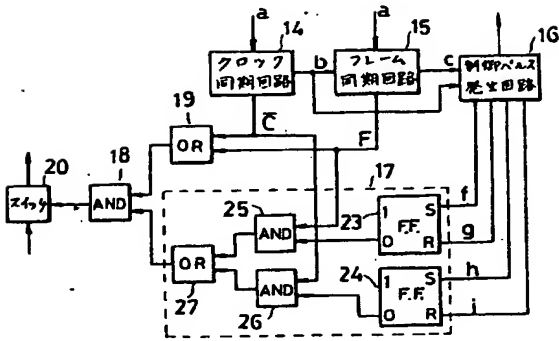 a
a
14
15
16
クロック
同期回路
b
フレーム
同期回路
c
制御パルス
発生回路
19
OR
C̅
F
20
18
17
スイッチ
AND
25
AND
23
1
S
f
F.F.
O
R
g
OR
27
AND
26
24
1
S
h
F.F.
O
R
i